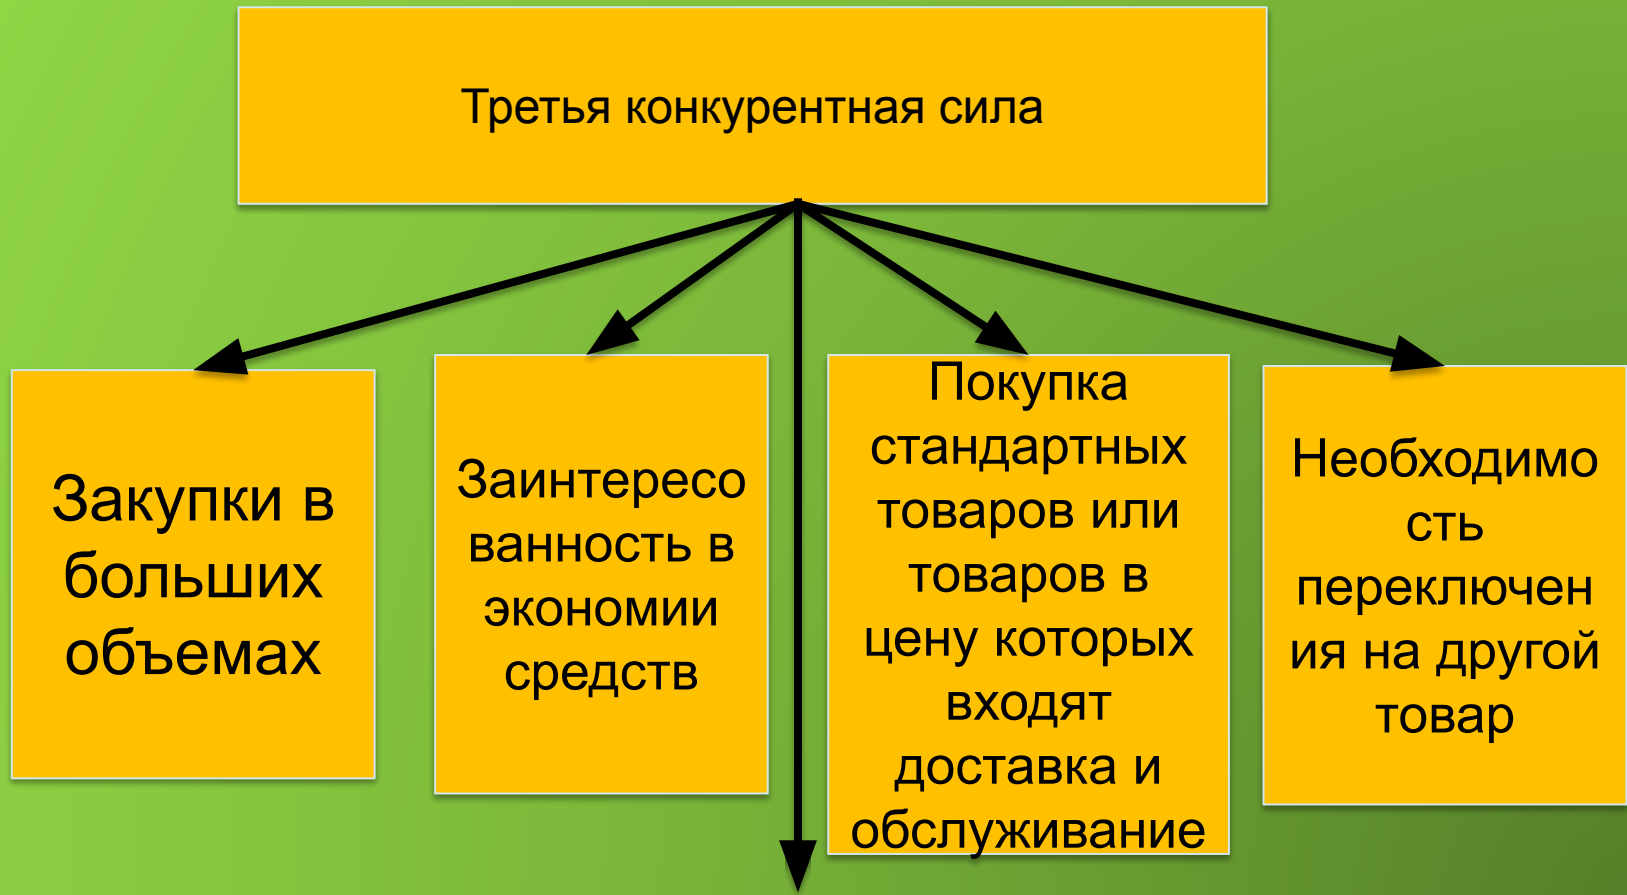 Третья конкурентная сила
Закупки в
больших
объемах
Заинтересо
ванность в
экономии
средств
Покупка
стандартных
товаров или
товаров в
цену которых
входят
доставка и
обслуживание
Необходимо
сть
переключен
ия на другой
товар